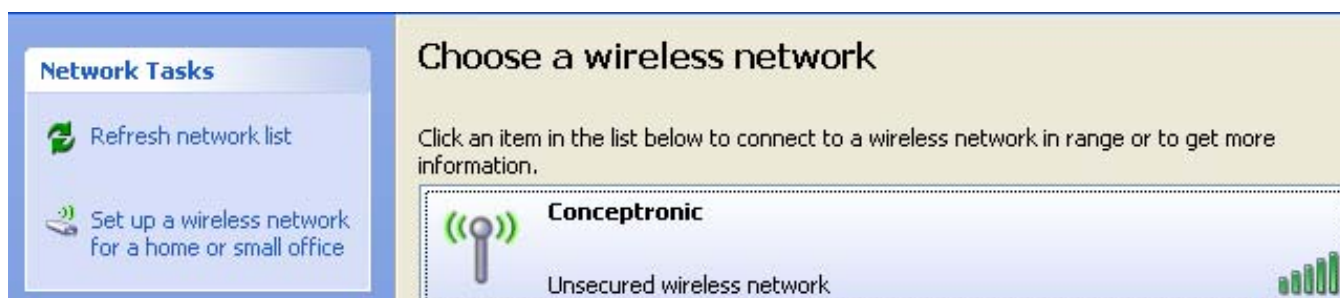 Network Tasks
Refresh network list
Set up a wireless network
for a home or small office
Choose a wireless network
Click an item in the list below to connect to a wireless network in range or to get more
information.
Conceptronic
Unsecured wireless network